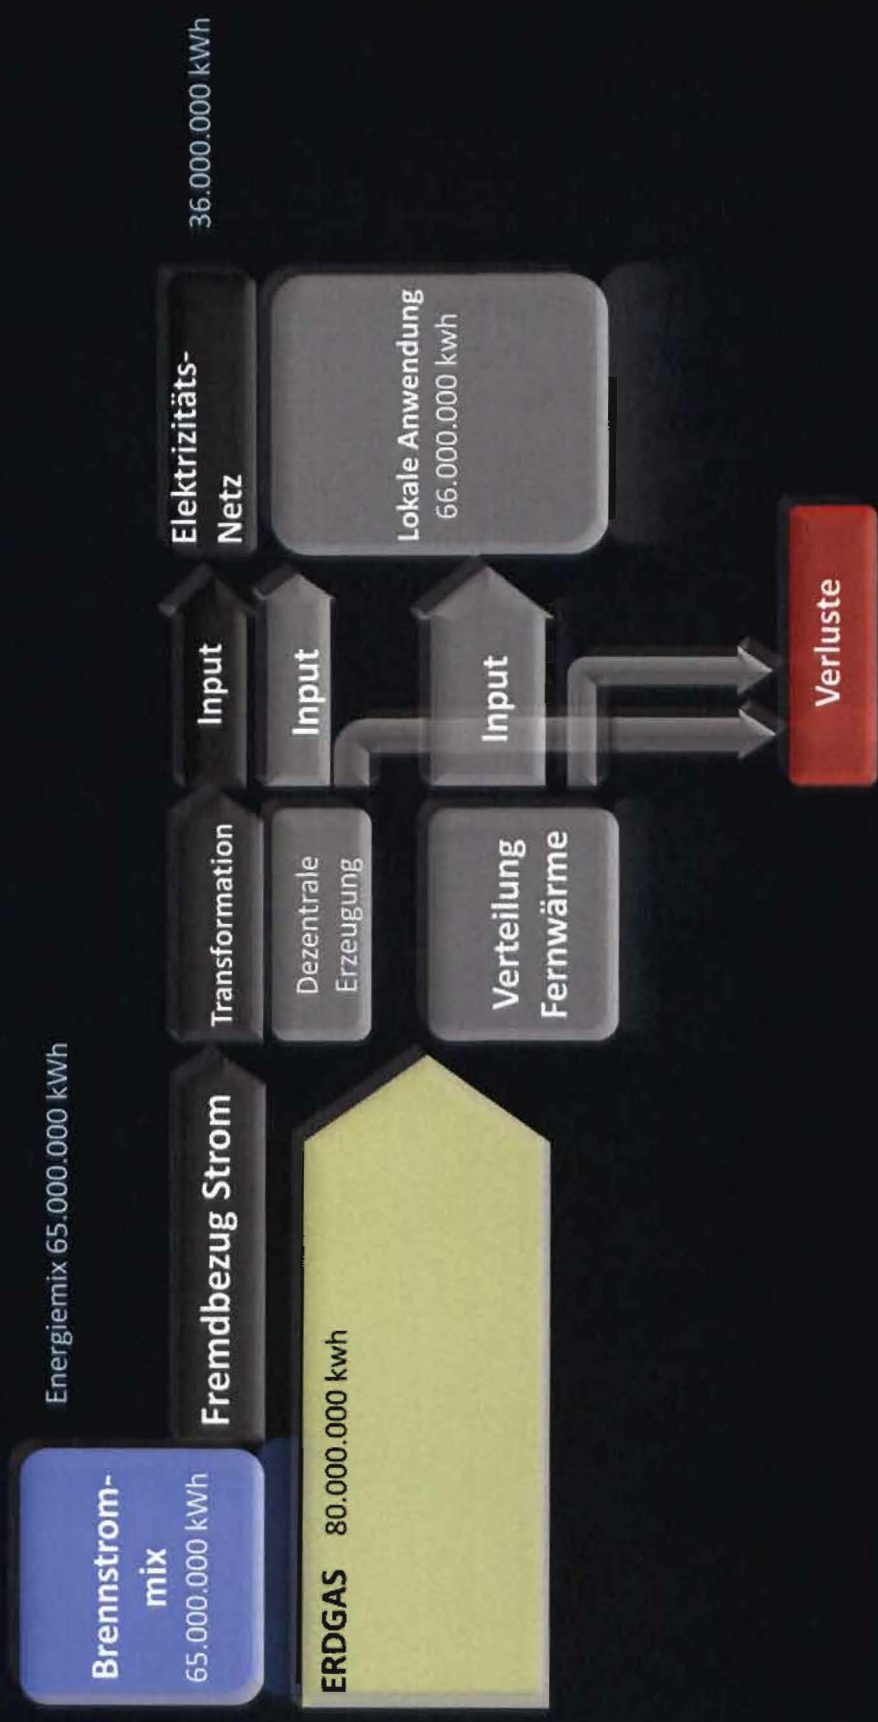 Energiemix 65.000.000 kWh
Brennstrom-
mix
65.000.000 kWh
Fremdbezug Strom
Transformation
Input
Elektrizitäts-
Netz
36.000.000 kWh
ERDGAS 80.000.000 kwh
Dezentrale
Erzeugung
Input
Verteilung
Fernwärme
Input
Lokale Anwendung
66.000.000 kwh
Verluste